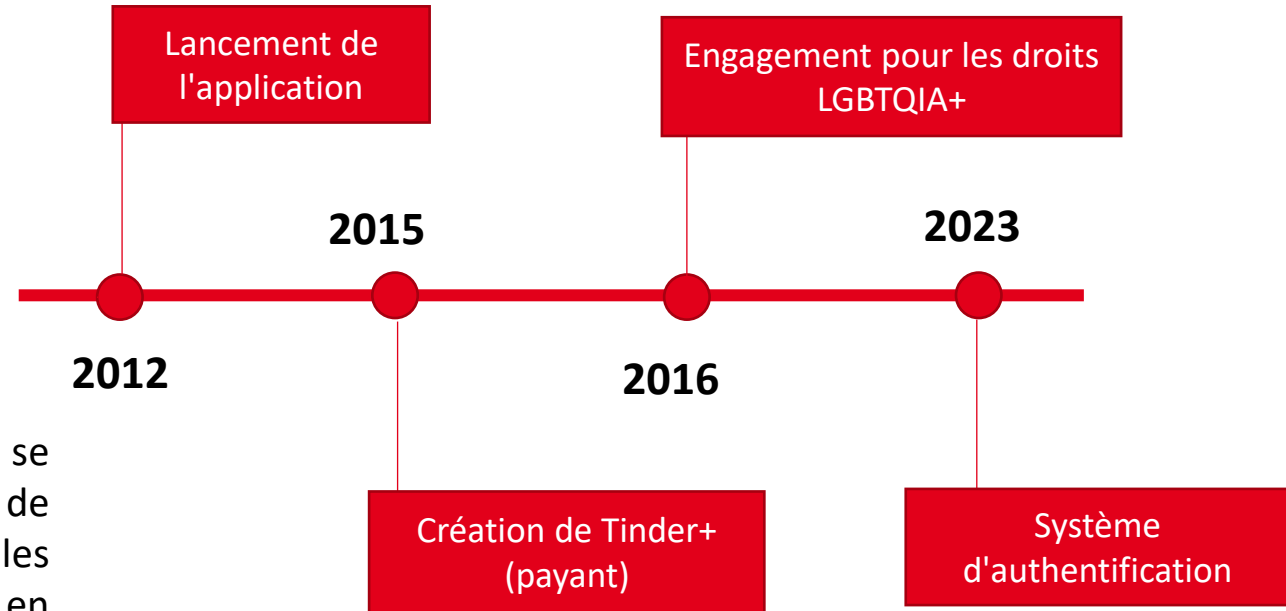 Lancement de
l'application
Engagement pour les droits
LGBTQIA+
2015
2023
2012
2016
se
de
les
en
Création de Tinder+
(payant)
Système
d'authentification